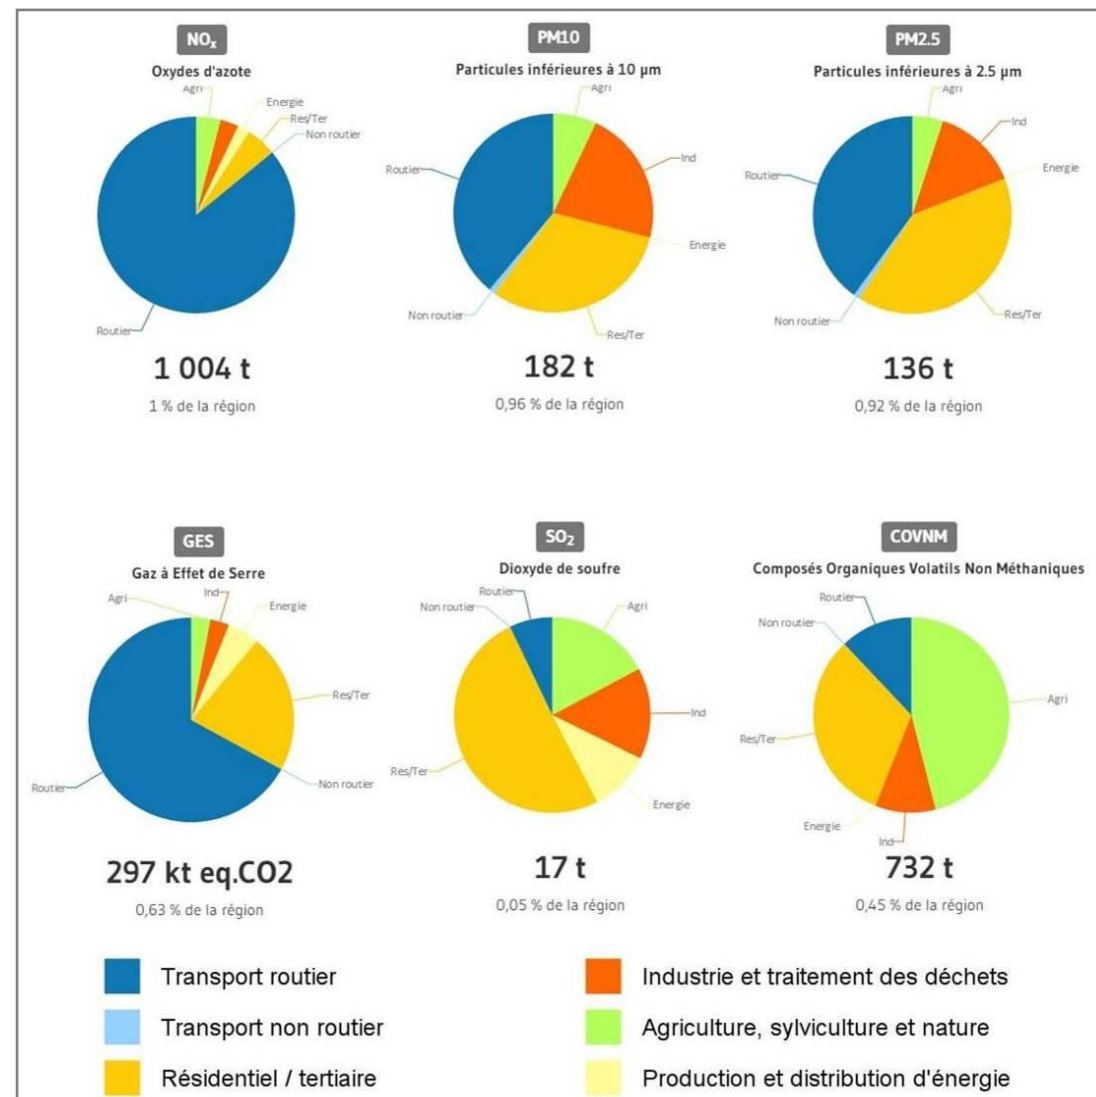 NOx
Oxydes d'azote
Agri
Energie
Res/Ter
Non routier
Routier
1 004 t
1 % de la région
PM10
Particules inférieures à 10 µm
Agri
Ind
Routier
Energie
Non routier
Res/Ter
182 t
0,96 % de la région
PM2.5
Particules inférieures à 2.5 µm
Agri
Ind
Energie
Routier
Res/Ter
Non routier
136 t
0,92 % de la région
GES
Gaz à Effet de Serre
Ind
Agri
Energie
Res/Ter
Non routier
Routier
297 kt eq.CO2
0,63 % de la région
SO2
Dioxyde de soufre
Routier
Non routier
Agri
Ind
Res/Ter
Energie
17 t
0,05 % de la région
COVNM
Composés Organiques Volatils Non Méthaniques
Routier
Non routier
Agri
Res/Ter
Energie
Ind
732 t
0,45 % de la région
Transport routier
Transport non routier
Résidentiel / tertiaire
Industrie et traitement des déchets
Agriculture, sylviculture et nature
Production et distribution d'énergie